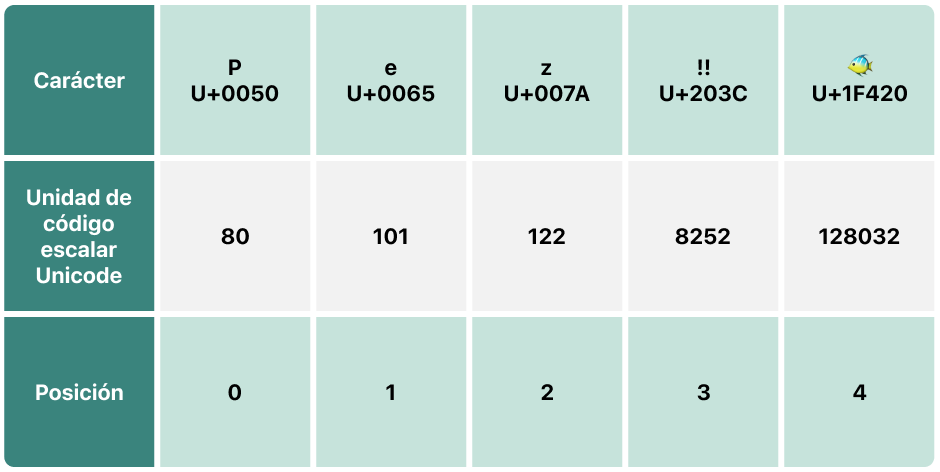 Carácter
P
U+0050
e
U+0065
z
U+007A
‼
U+203C
🐠
U+1F420
Unidad de
código
escalar
Unicode
80
101
122
8252
128032
Posición
0
1
2
3
4